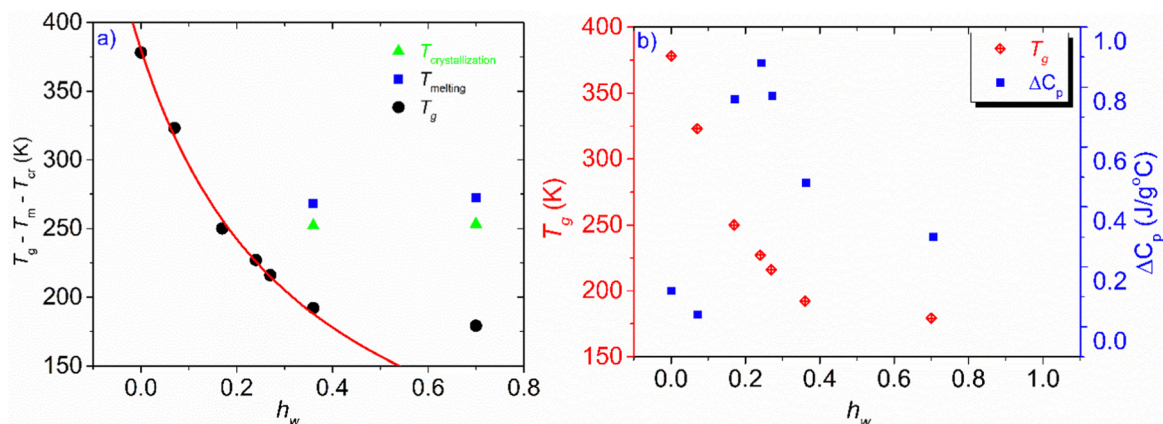 a)
T_g - T_m - T_cr (K)
400
350
300
250
200
150
0.0 0.2 0.4 0.6 0.8
h_w
T_crystallization
T_melting
T_g
b)
T_g (K)
400
350
300
250
200
150
0.0 0.2 0.4 0.6 0.8 1.0
h_w
T_g
ΔC_p
1.0
0.8
0.6
0.4
0.2
0.0
ΔC_p (J/g°C)